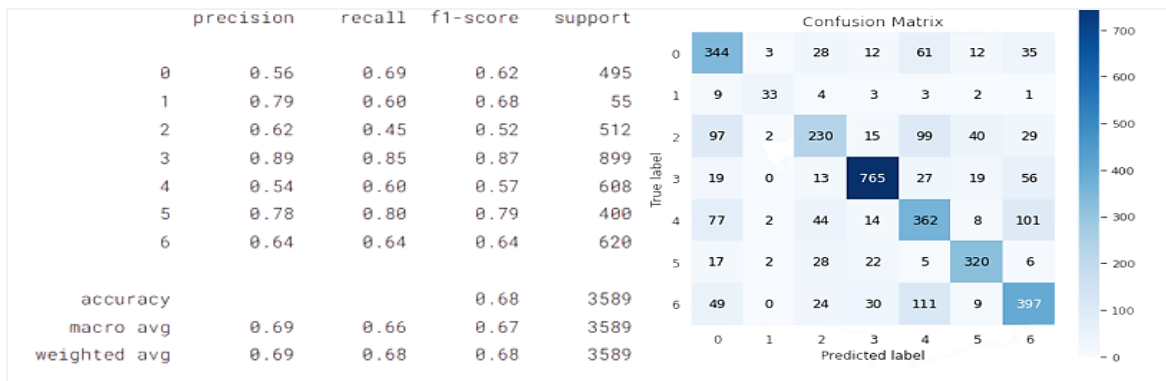 precision recall f1-score support
0 0.56 0.69 0.62 495
1 0.79 0.60 0.68 55
2 0.62 0.45 0.52 512
3 0.89 0.85 0.87 899
4 0.54 0.60 0.57 608
5 0.78 0.80 0.79 400
6 0.64 0.64 0.64 620
accuracy 0.68 3589
macro avg 0.69 0.66 0.67 3589
weighted avg 0.69 0.68 0.68 3589
Confusion Matrix
True label
0 344 3 28 12 61 12 35
1 9 33 4 3 3 2 1
2 97 2 230 15 99 40 29
3 19 0 13 765 27 19 56
4 77 2 44 14 362 8 101
5 17 2 28 22 5 320 6
6 49 0 24 30 111 9 397
0 1 2 3 4 5 6
Predicted label
700
600
500
400
300
200
100
0